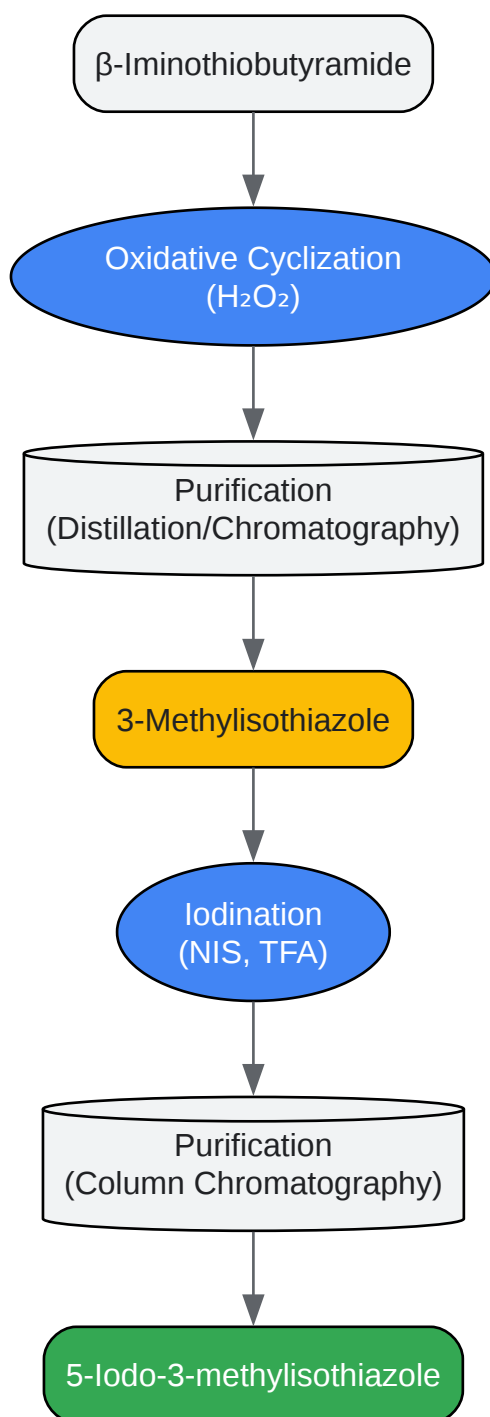 β-Iminothiobutyramide
Oxidative Cyclization
(H₂O₂)
Purification
(Distillation/Chromatography)
3-Methylisothiazole
Iodination
(NIS, TFA)
Purification
(Column Chromatography)
5-Iodo-3-methylisothiazole